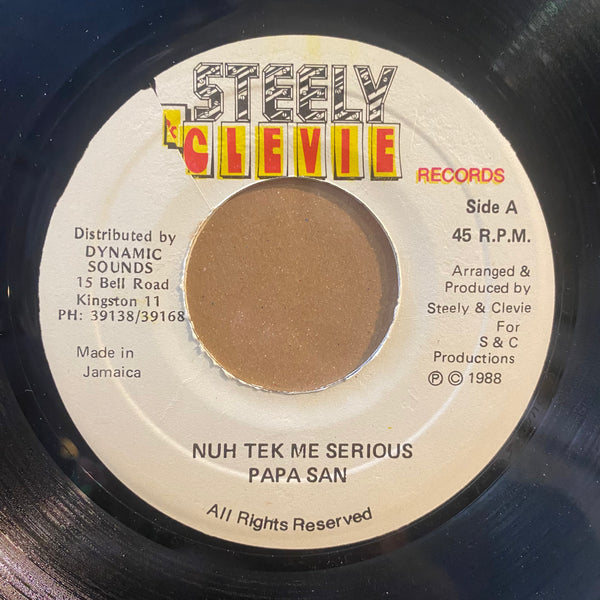 STEELY
& CLEVIE
RECORDS
Side A
45 R.P.M.
Distributed by
DYNAMIC
SOUNDS
15 Bell Road
Kingston 11
PH: 39138/39168
Made in
Jamaica
Arranged &
Produced by
Steely & Clevie
For
S & C
Productions
℗ © 1988
NUH TEK ME SERIOUS
PAPA SAN
All Rights Reserved